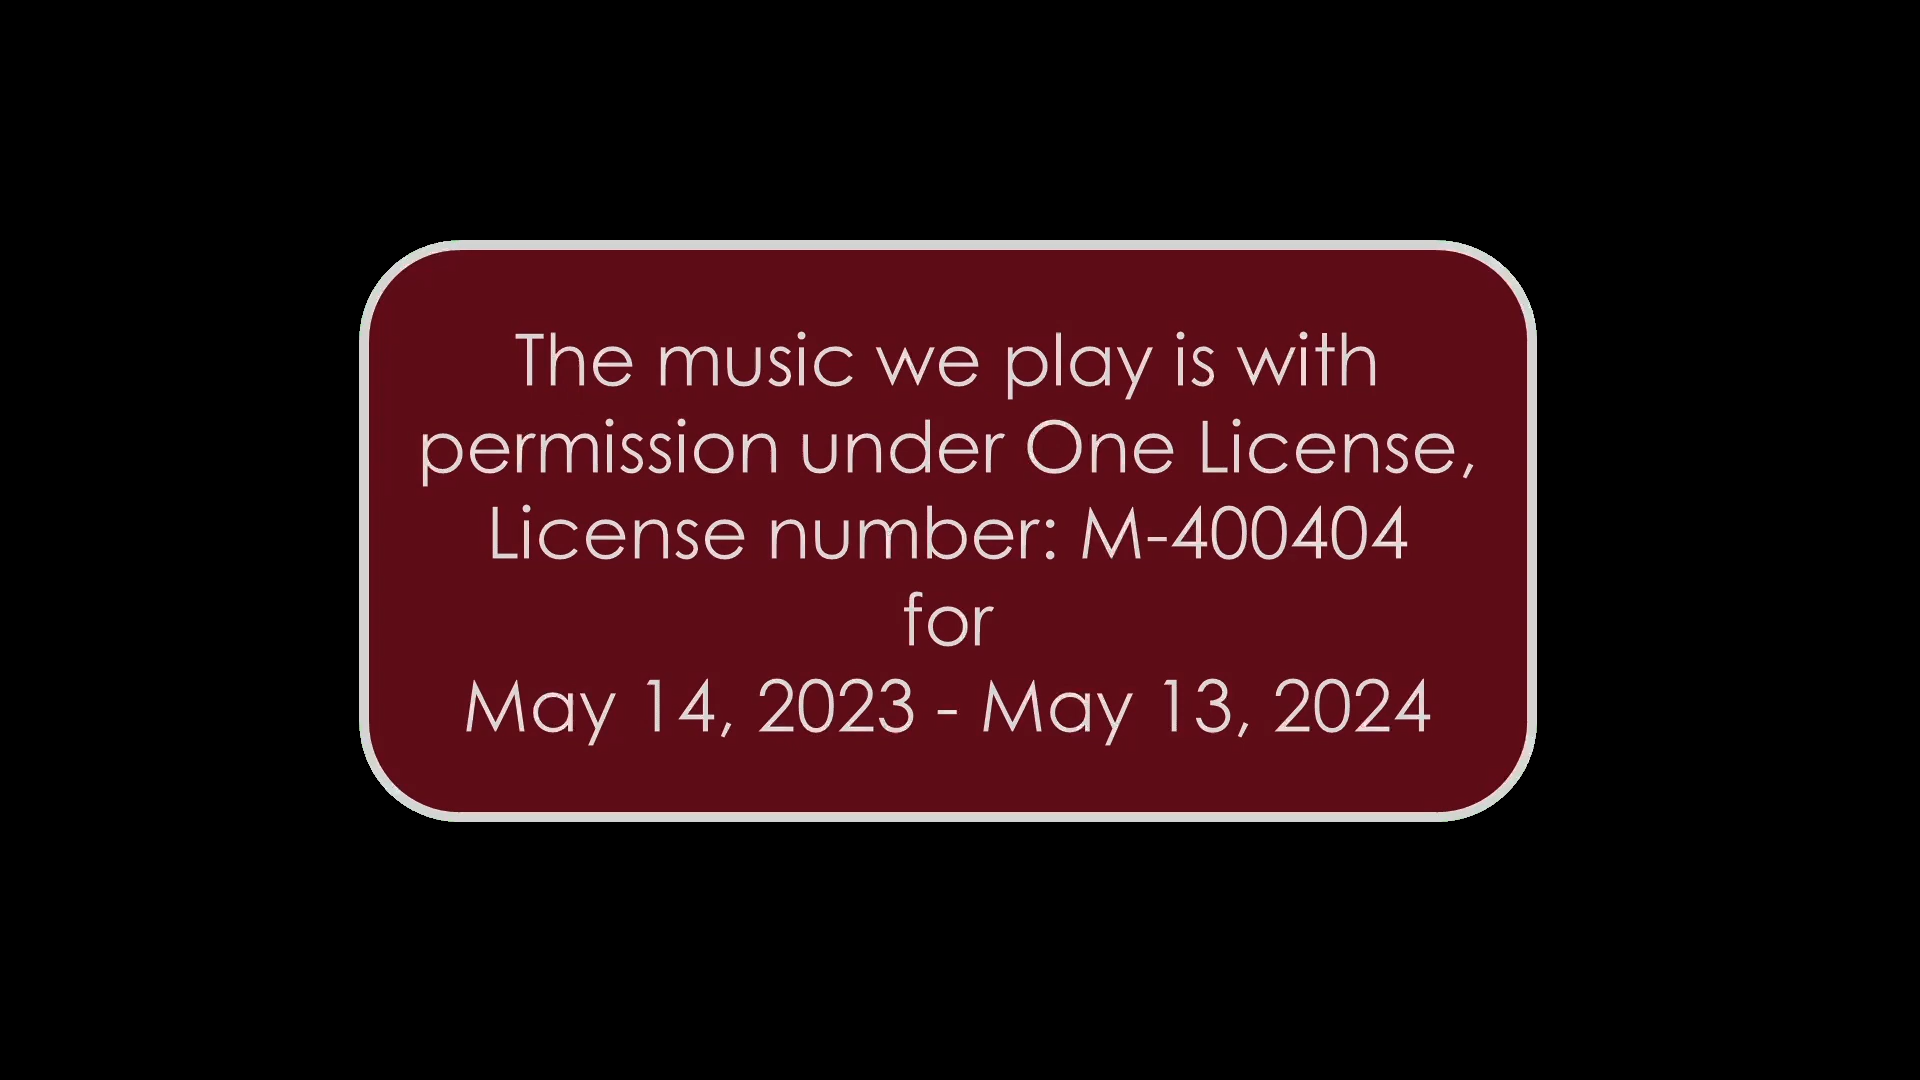 The music we play is with
permission under One License,
License number: M-400404
for
May 14, 2023 - May 13, 2024